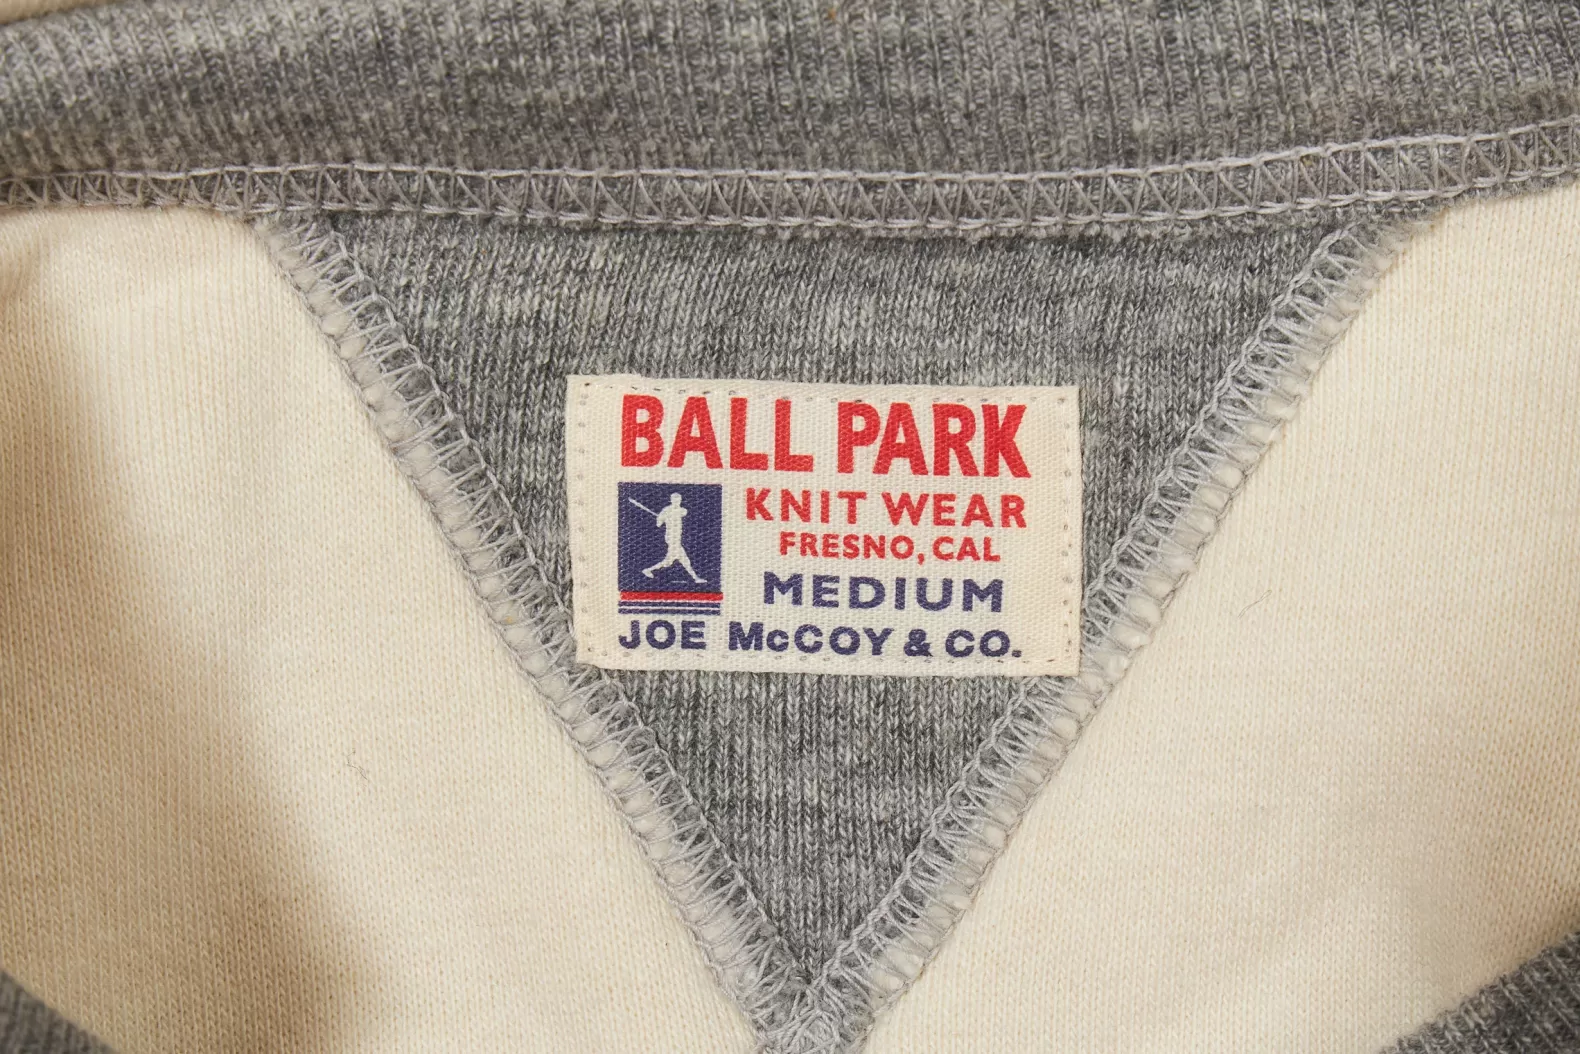 BALL PARK
KNIT WEAR
FRESNO, CAL
MEDIUM
JOE McCOY & CO.